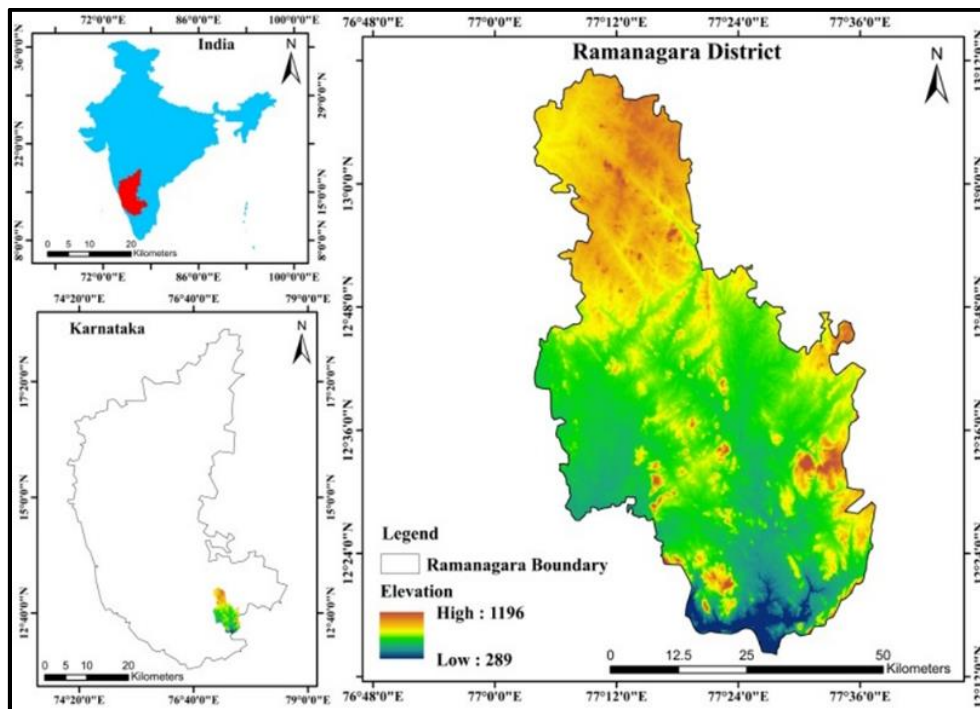 India
N
36°0'0"N
22°0'0"N
8°0'0"N
29°0'0"N
15°0'0"N
8°0'0"N
0 5 10 20
Kilometers
72°0'0"E 86°0'0"E 100°0'0"E
74°20'0"E 76°40'0"E 79°0'0"E
Karnataka
N
17°20'0"N
15°0'0"N
12°40'0"N
17°20'0"N
15°0'0"N
12°40'0"N
0 5 10 20
Kilometers
74°20'0"E 76°40'0"E 79°0'0"E
76°48'0"E 77°0'0"E 77°12'0"E 77°24'0"E 77°36'0"E
Ramanagara District
N
13°0'0"N
12°48'0"N
12°36'0"N
12°24'0"N
Legend
Ramanagara Boundary
Elevation
High : 1196
Low : 289
0 12.5 25 50
Kilometers
76°48'0"E 77°0'0"E 77°12'0"E 77°24'0"E 77°36'0"E